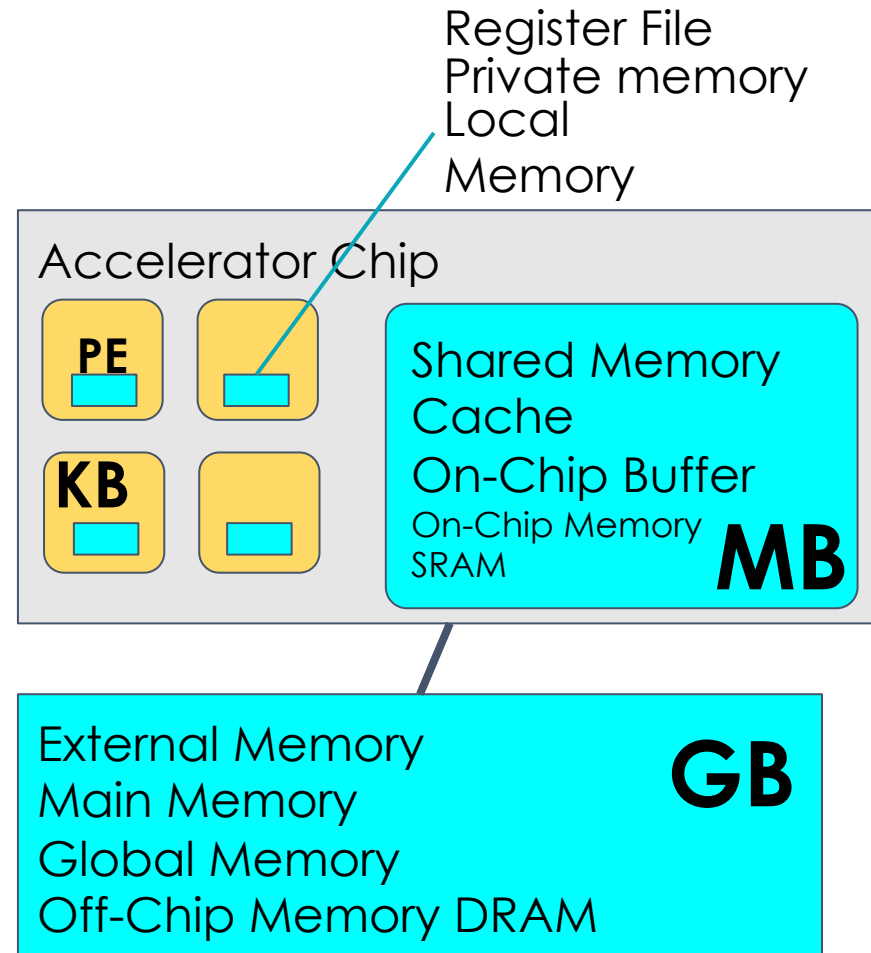 Register File
Private memory
Local
Memory
Accelerator Chip
PE
KB
Shared Memory
Cache
On-Chip Buffer
On-Chip Memory
SRAM
MB
External Memory
Main Memory
Global Memory
Off-Chip Memory DRAM
GB